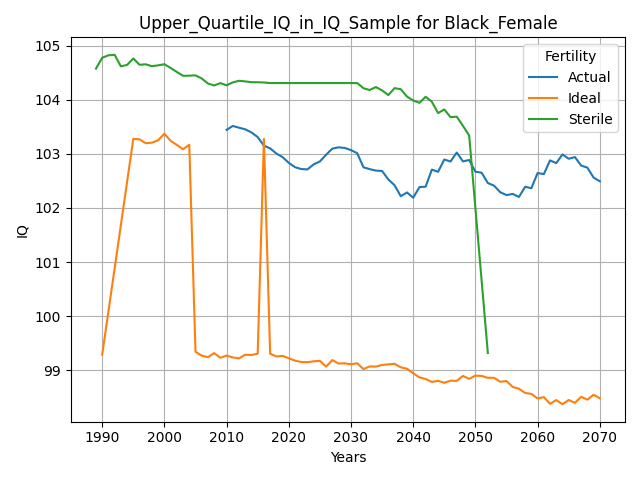 Upper_Quartile_IQ_in_IQ_Sample for Black_Female
Fertility
Actual
Ideal
Sterile
105
104
103
102
101
100
99
IQ
1990 2000 2010 2020 2030 2040 2050 2060 2070
Years